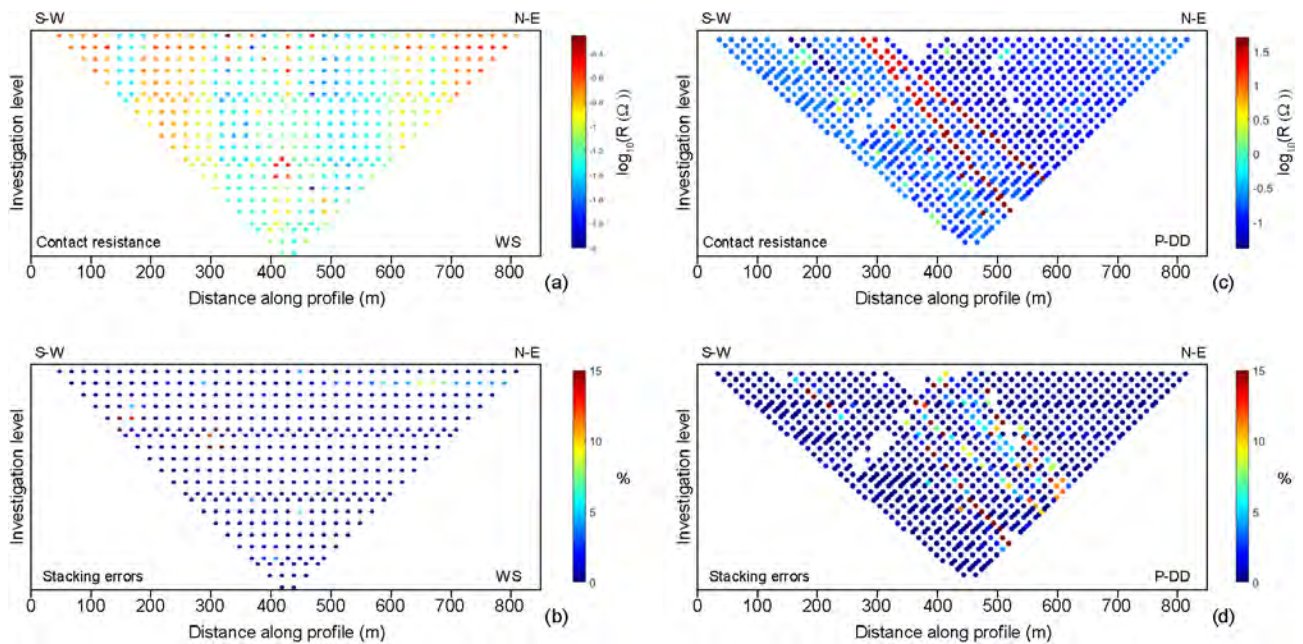 S-W N-E
Investigation level
Contact resistance WS
0 100 200 300 400 500 600 700 800
Distance along profile (m)
(a)
log10(R (Ω))
S-W N-E
Investigation level
Contact resistance P-DD
0 100 200 300 400 500 600 700 800
Distance along profile (m)
(c)
1.5
1
0.5
0
-0.5
-1
log10(R (Ω))
S-W N-E
Investigation level
Stacking errors WS
0 100 200 300 400 500 600 700 800
Distance along profile (m)
(b)
15
10
5
0
%
S-W N-E
Investigation level
Stacking errors P-DD
0 100 200 300 400 500 600 700 800
Distance along profile (m)
(d)
15
10
5
0
%